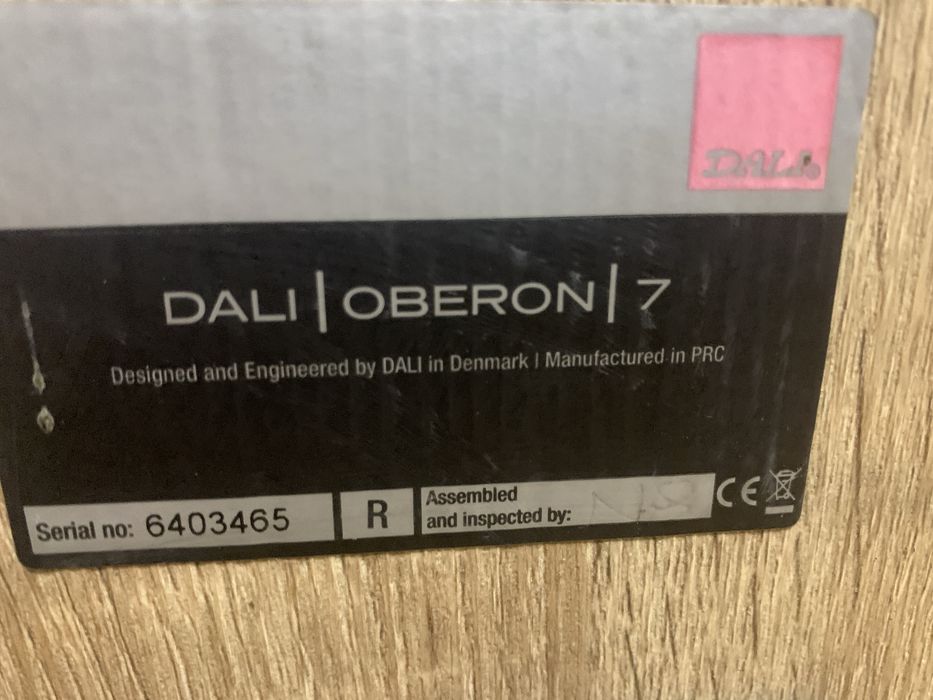 DALI
DALI | OBERON | 7
Designed and Engineered by DALI in Denmark | Manufactured in PRC
Serial no: 6403465
R
Assembled
and inspected by:
CE